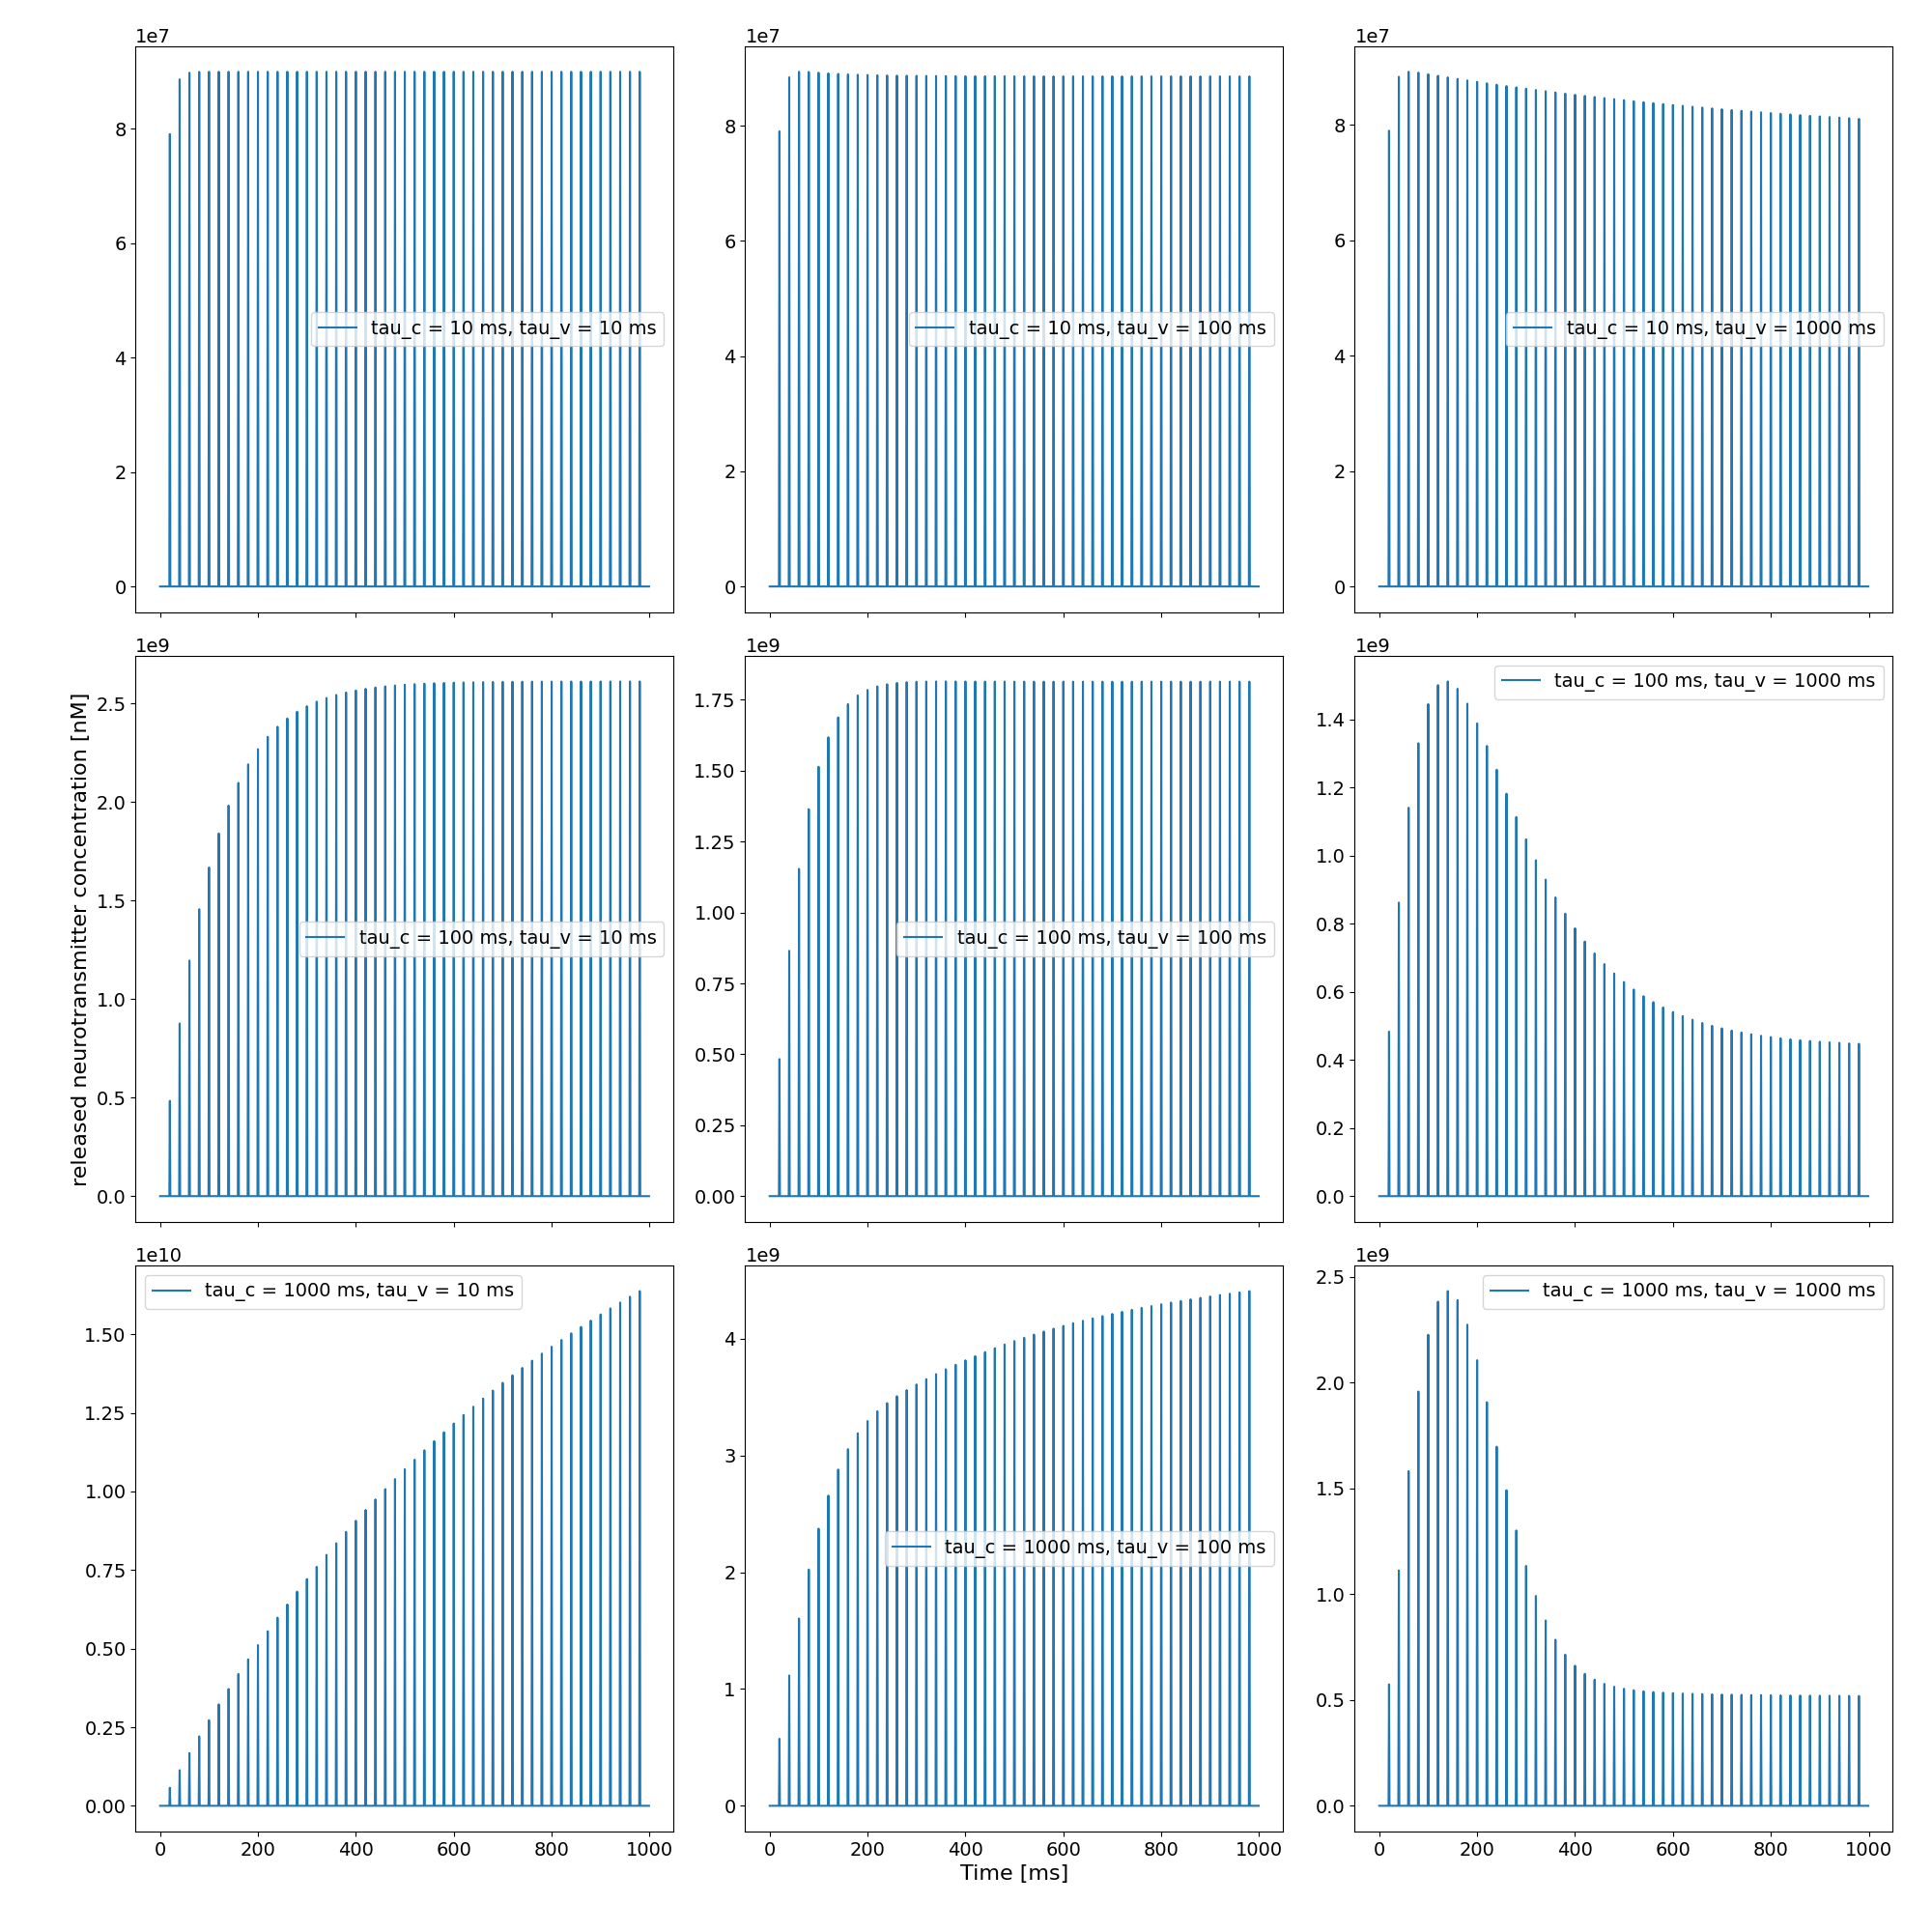 1e7
8
6
4
2
0
tau_c = 10 ms, tau_v = 10 ms
1e7
8
6
4
2
0
tau_c = 10 ms, tau_v = 100 ms
1e7
8
6
4
2
0
tau_c = 10 ms, tau_v = 1000 ms
released neurotransmitter concentration [nM]
1e9
2.5
2.0
1.5
1.0
0.5
0.0
tau_c = 100 ms, tau_v = 10 ms
1e9
1.75
1.50
1.25
1.00
0.75
0.50
0.25
0.00
tau_c = 100 ms, tau_v = 100 ms
1e9
1.4
1.2
1.0
0.8
0.6
0.4
0.2
0.0
tau_c = 100 ms, tau_v = 1000 ms
1e10
1.50
1.25
1.00
0.75
0.50
0.25
0.00
tau_c = 1000 ms, tau_v = 10 ms
0 200 400 600 800 1000
1e9
4
3
2
1
0
tau_c = 1000 ms, tau_v = 100 ms
0 200 400 600 800 1000
1e9
2.5
2.0
1.5
1.0
0.5
0.0
tau_c = 1000 ms, tau_v = 1000 ms
0 200 400 600 800 1000
Time [ms]